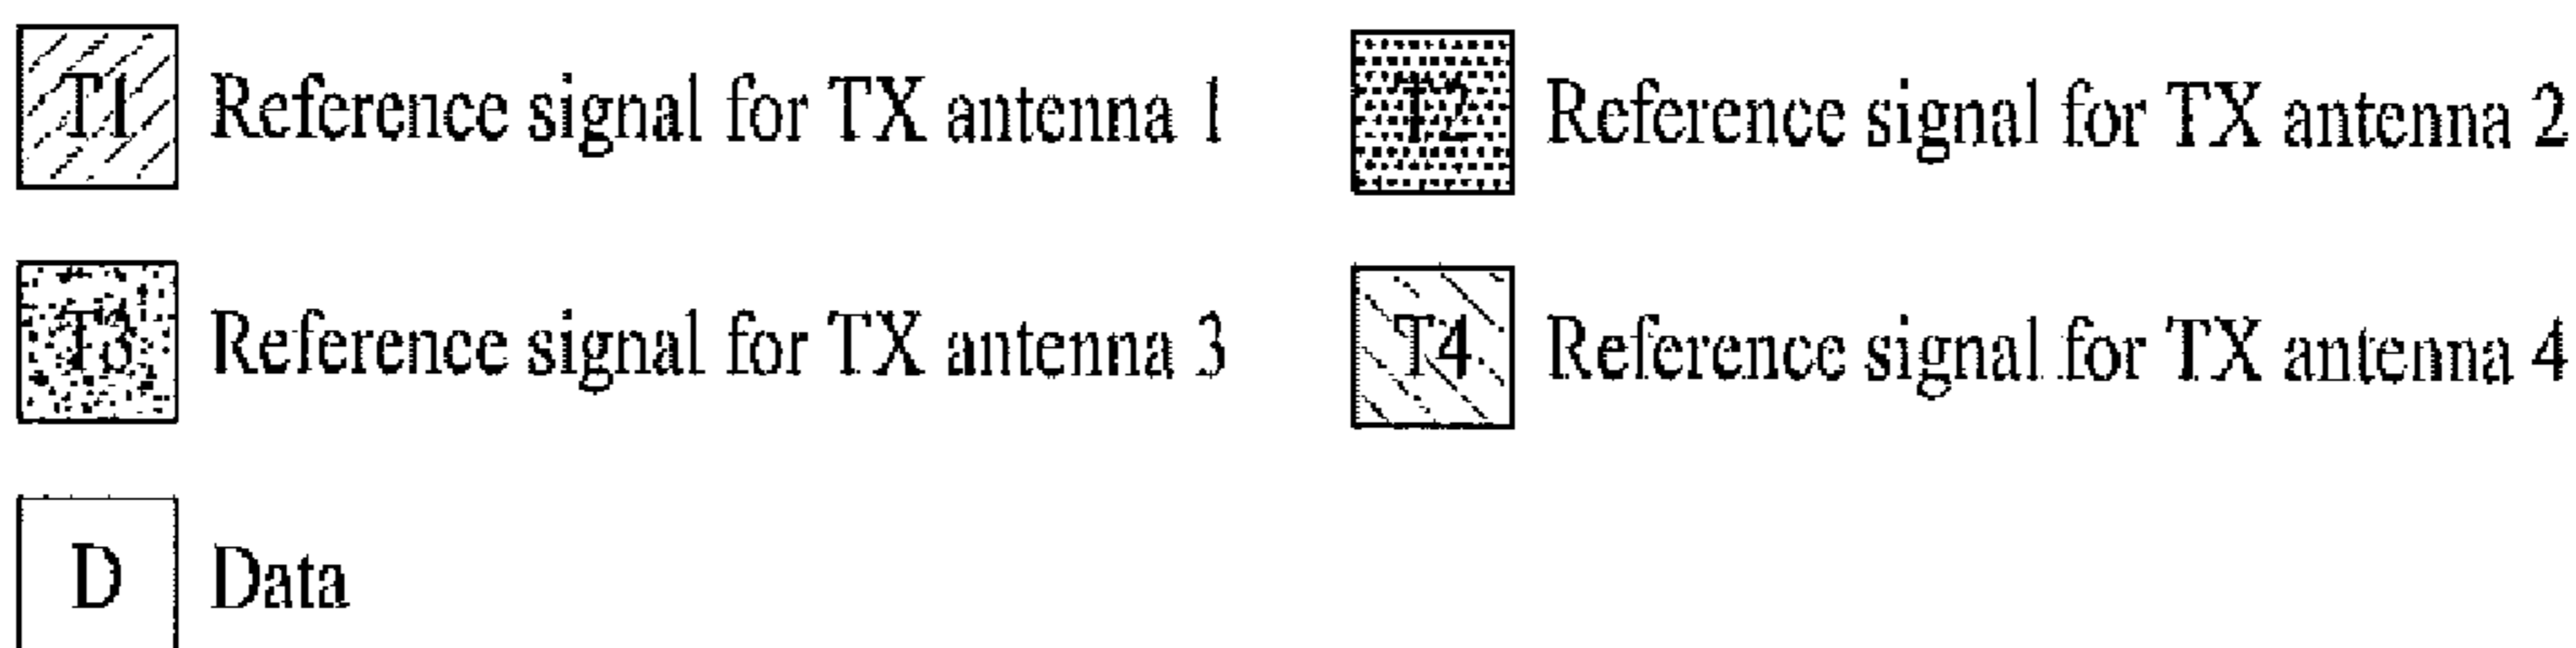 T1 Reference signal for TX antenna 1 T2 Reference signal for TX antenna 2
T3 Reference signal for TX antenna 3 T4 Reference signal for TX antenna 4
D Data